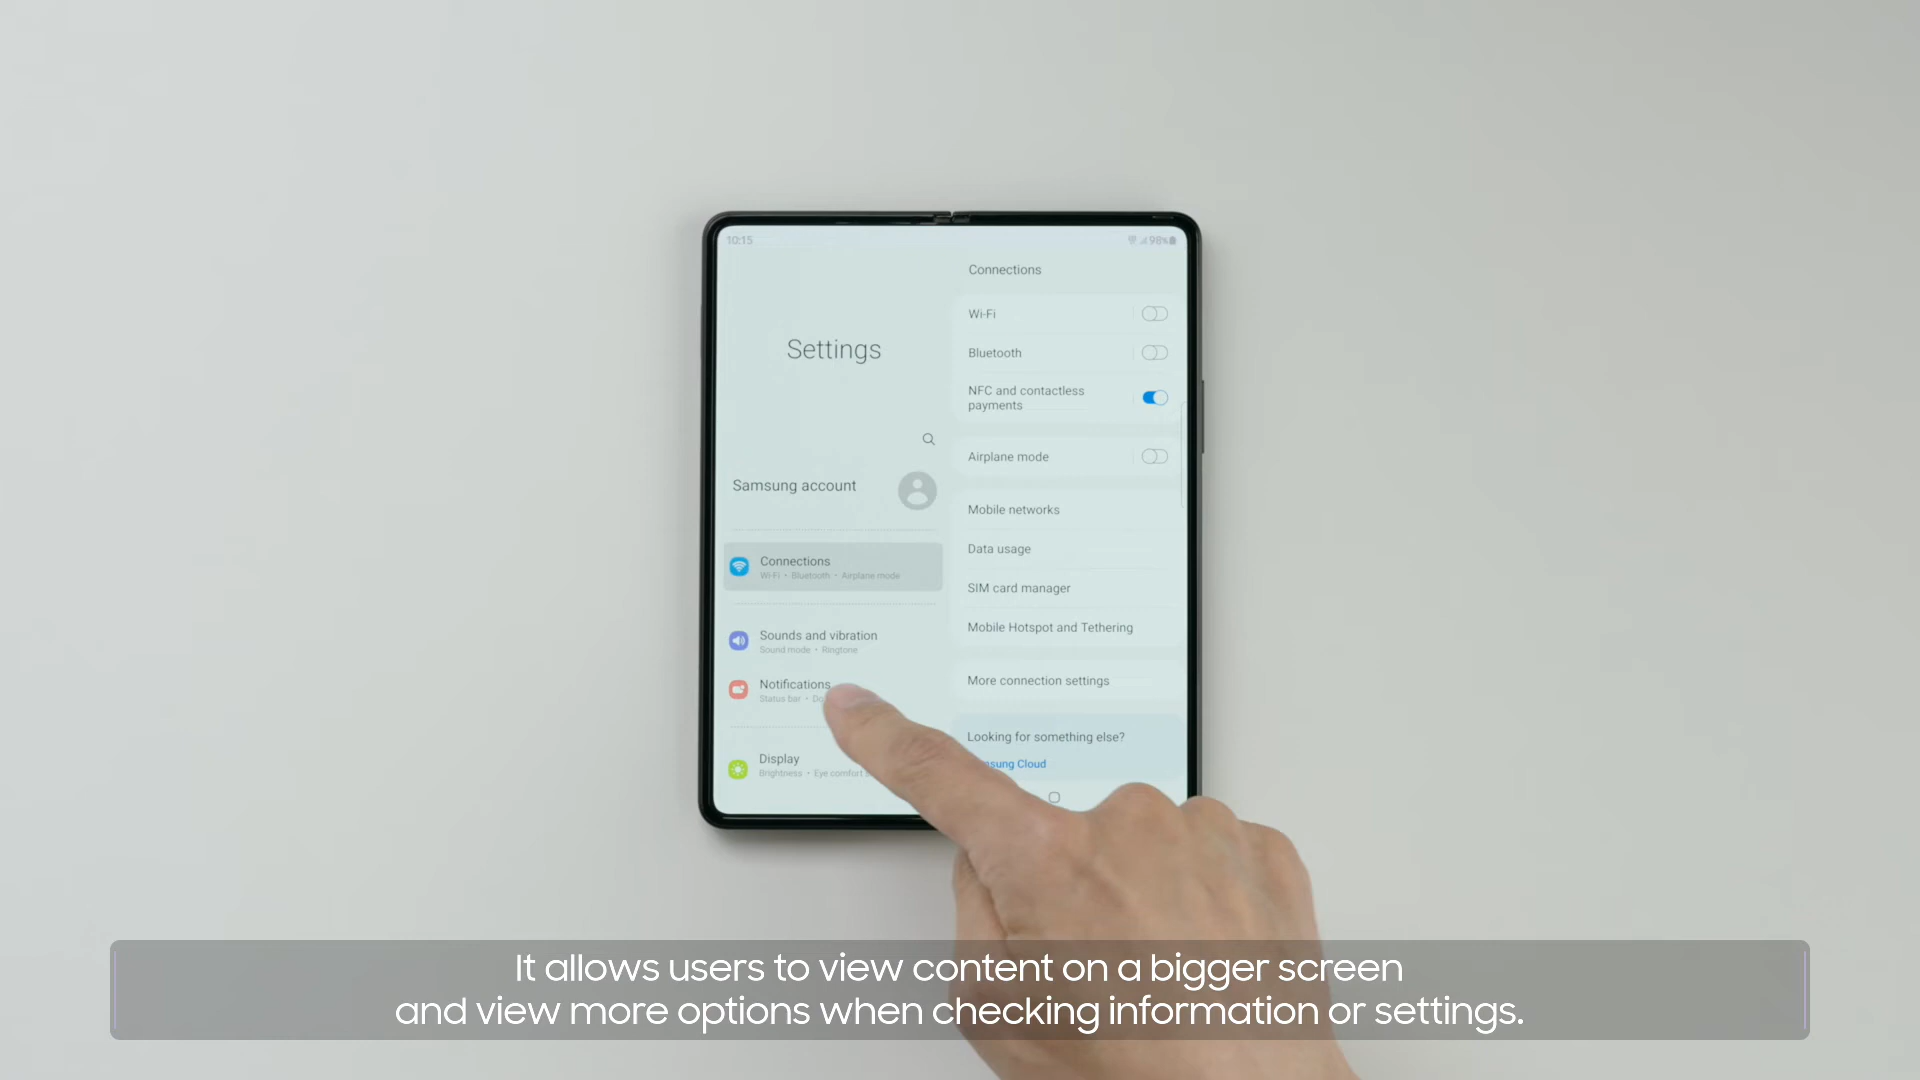 10:15
98%
Settings
Samsung account
Connections
Wi-Fi • Bluetooth • Airplane mode
Sounds and vibration
Sound mode • Ringtone
Notifications
Status bar •
Display
Brightness • Eye comfort
Connections
Wi-Fi
Bluetooth
NFC and contactless
payments
Airplane mode
Mobile networks
Data usage
SIM card manager
Mobile Hotspot and Tethering
More connection settings
Looking for something else?
Cloud
It allows users to view content on a bigger screen
and view more options when checking information or settings.